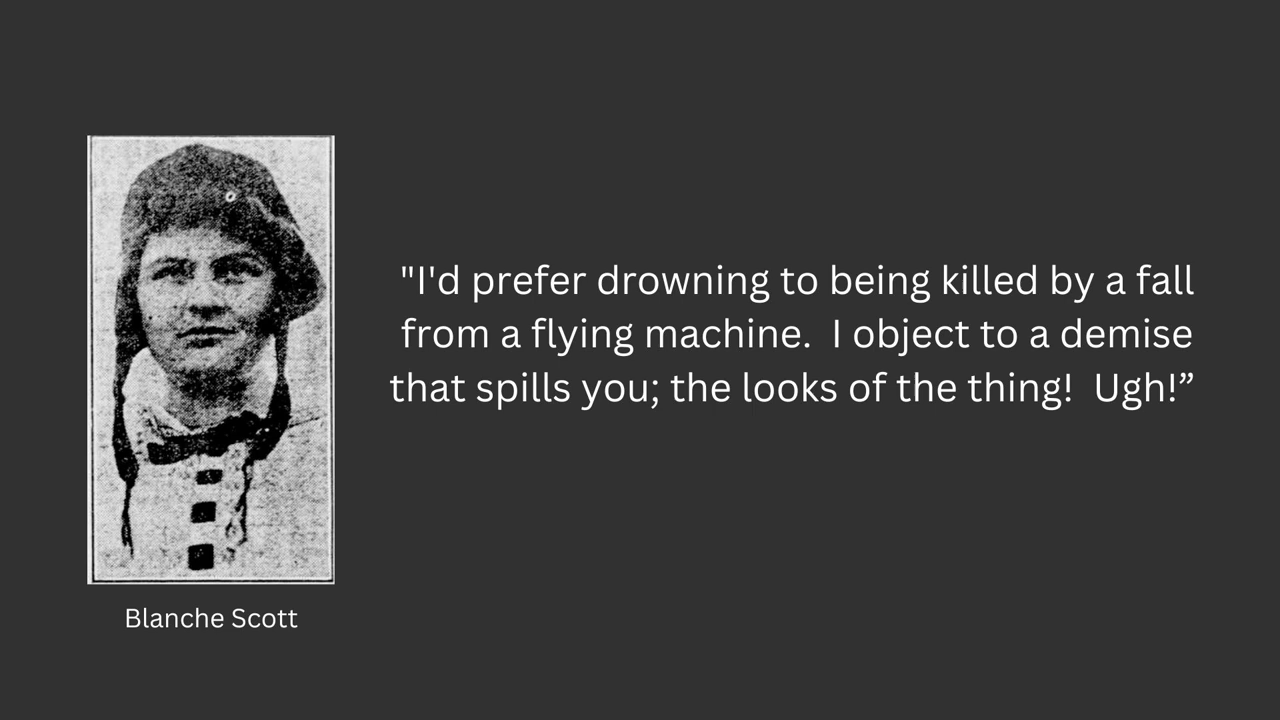 "I'd prefer drowning to being killed by a fall
from a flying machine.  I object to a demise
that spills you; the looks of the thing!  Ugh!”
Blanche Scott